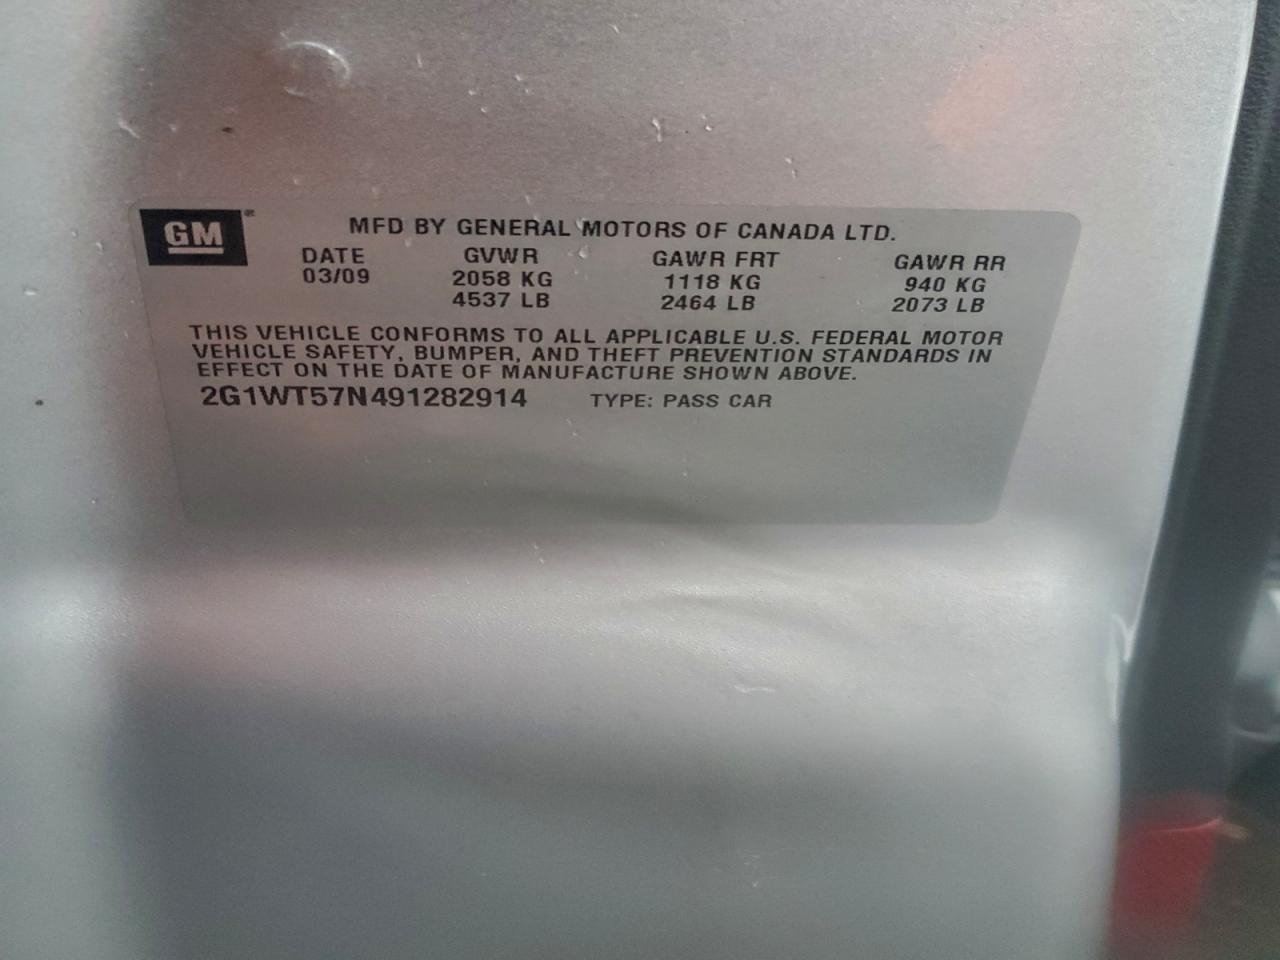 GM®
MFD BY GENERAL MOTORS OF CANADA LTD.
DATE GVWR GAWR FRT GAWR RR
03/09 2058 KG 1118 KG 940 KG
4537 LB 2464 LB 2073 LB
THIS VEHICLE CONFORMS TO ALL APPLICABLE U.S. FEDERAL MOTOR
VEHICLE SAFETY, BUMPER, AND THEFT PREVENTION STANDARDS IN
EFFECT ON THE DATE OF MANUFACTURE SHOWN ABOVE.
2G1WT57N491282914 TYPE: PASS CAR